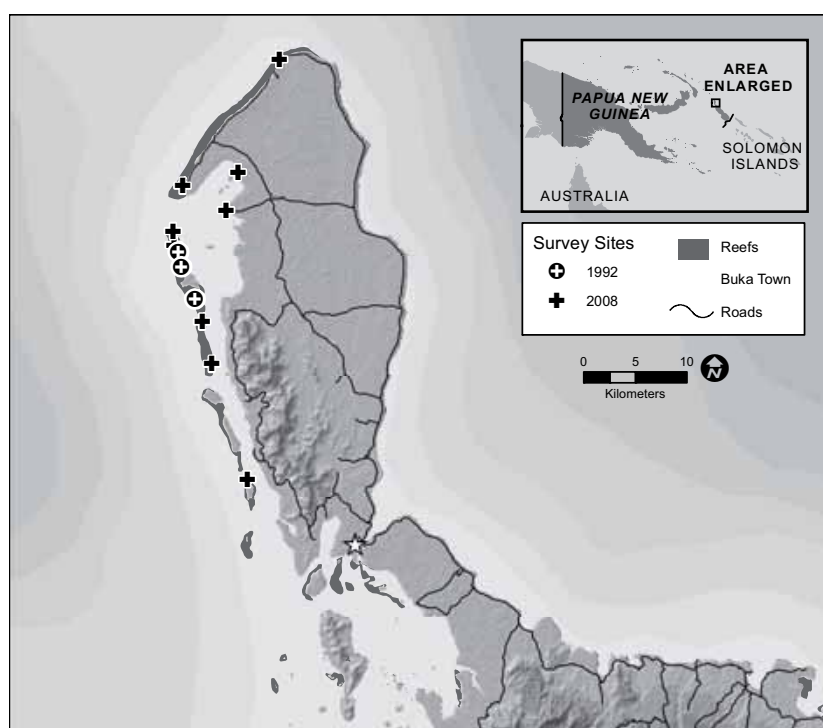 AREA
ENLARGED
PAPUA NEW
GUINEA
SOLOMON
ISLANDS
AUSTRALIA
Survey Sites
1992
2008
Reefs
Buka Town
Roads
0 5 10
Kilometers
N